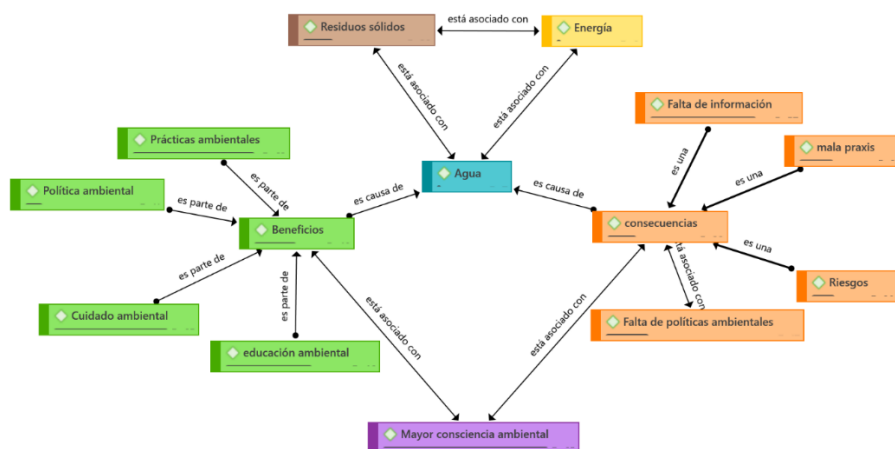 Residuos sólidos
está asociado con
Energía
está asociado con
está asociado con
Falta de información
Prácticas ambientales
mala praxis
es una
es una
Política ambiental
es parte de
es parte de
Agua
es causa de
es causa de
Beneficios
consecuencias
es una
es parte de
es parte de
está asociado con
está asociado con
está asociado con
Riesgos
Cuidado ambiental
Falta de políticas ambientales
educación ambiental
Mayor consciencia ambiental